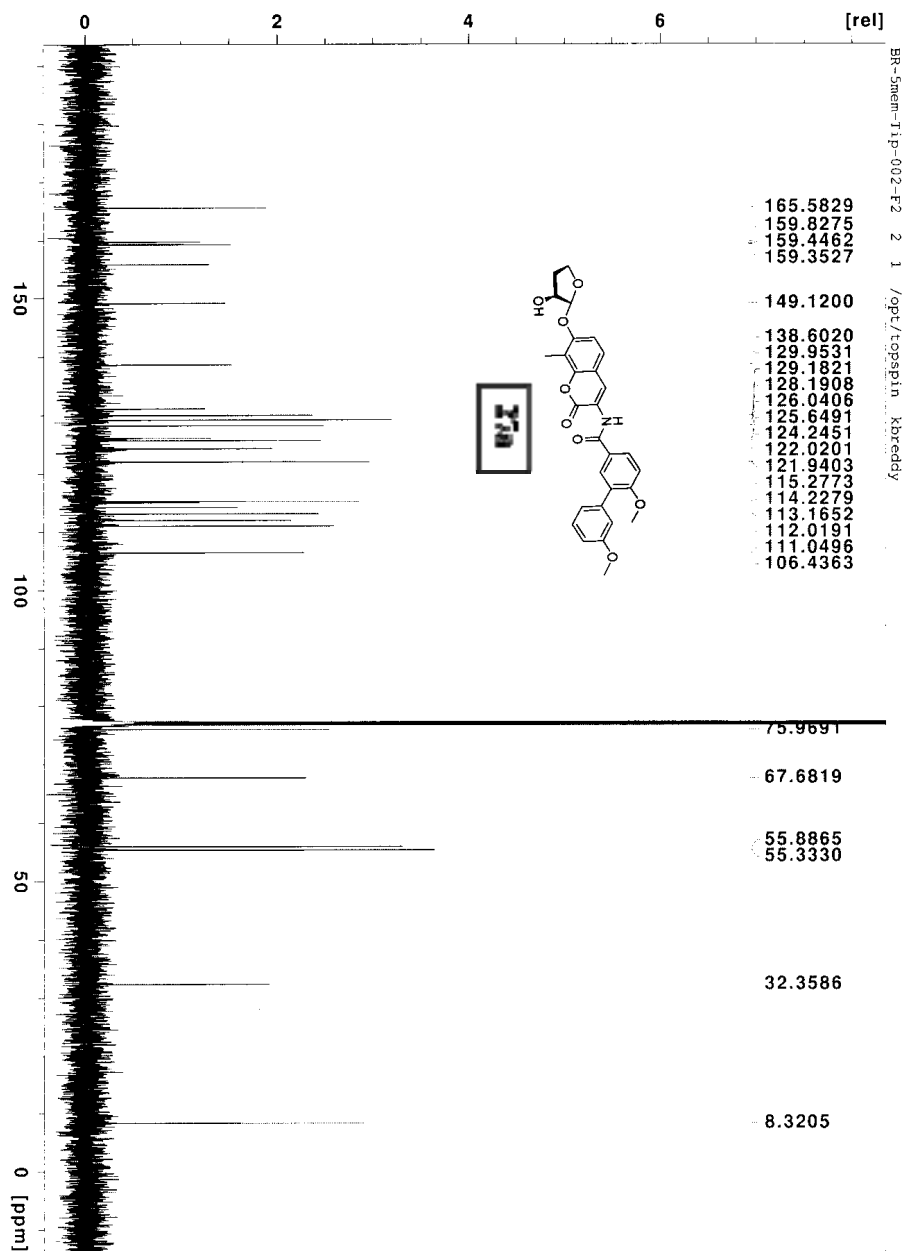 0 2 4 6 [rel]
BR-5mem-Tip-002-F2 2 1 /opt/topspin kbreddy
165.5829
159.8275
159.4462
159.3527
149.1200
138.6020
129.9531
129.1821
128.1908
126.0406
125.6491
124.2451
122.0201
121.9403
115.2773
114.2279
113.1652
112.0191
111.0496
106.4363
75.9691
67.6819
55.8865
55.3330
32.3586
8.3205
O
OH
O
O
O
N
H
O
O
O
150
100
50
0 [ppm]